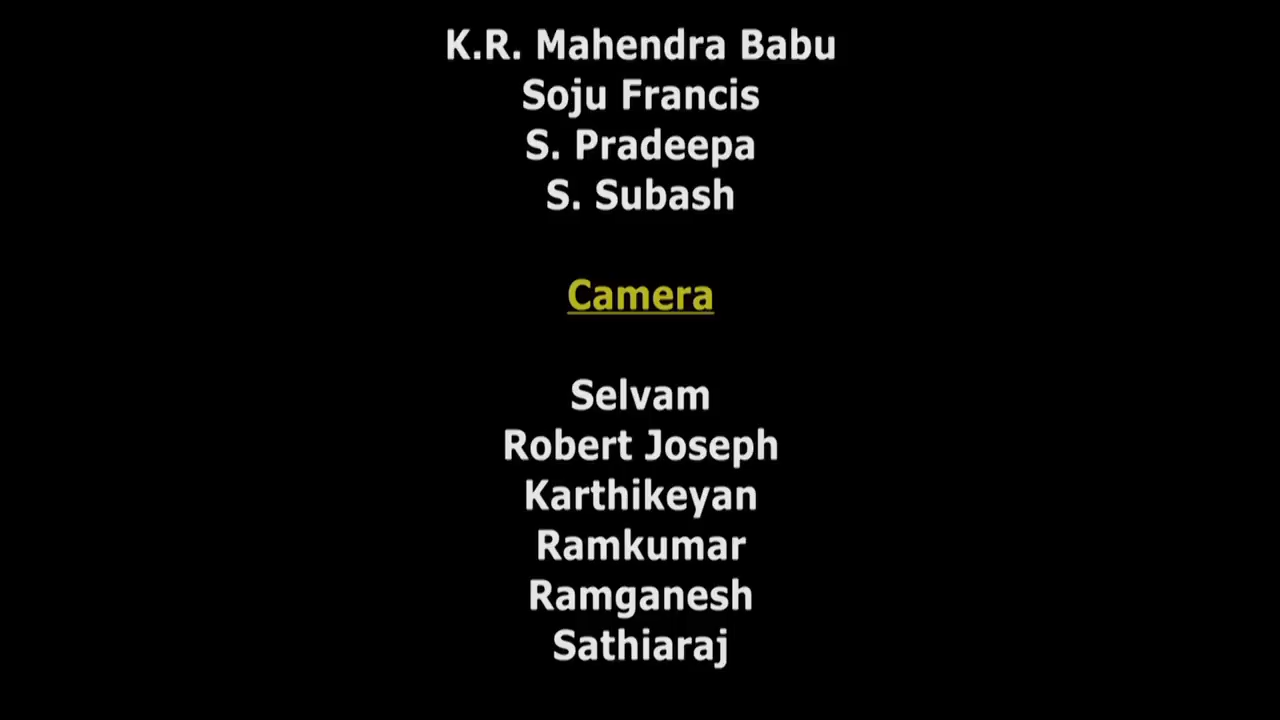 K.R. Mahendra Babu
Soju Francis
S. Pradeepa
S. Subash
Camera
Selvam
Robert Joseph
Karthikeyan
Ramkumar
Ramganesh
Sathiaraj